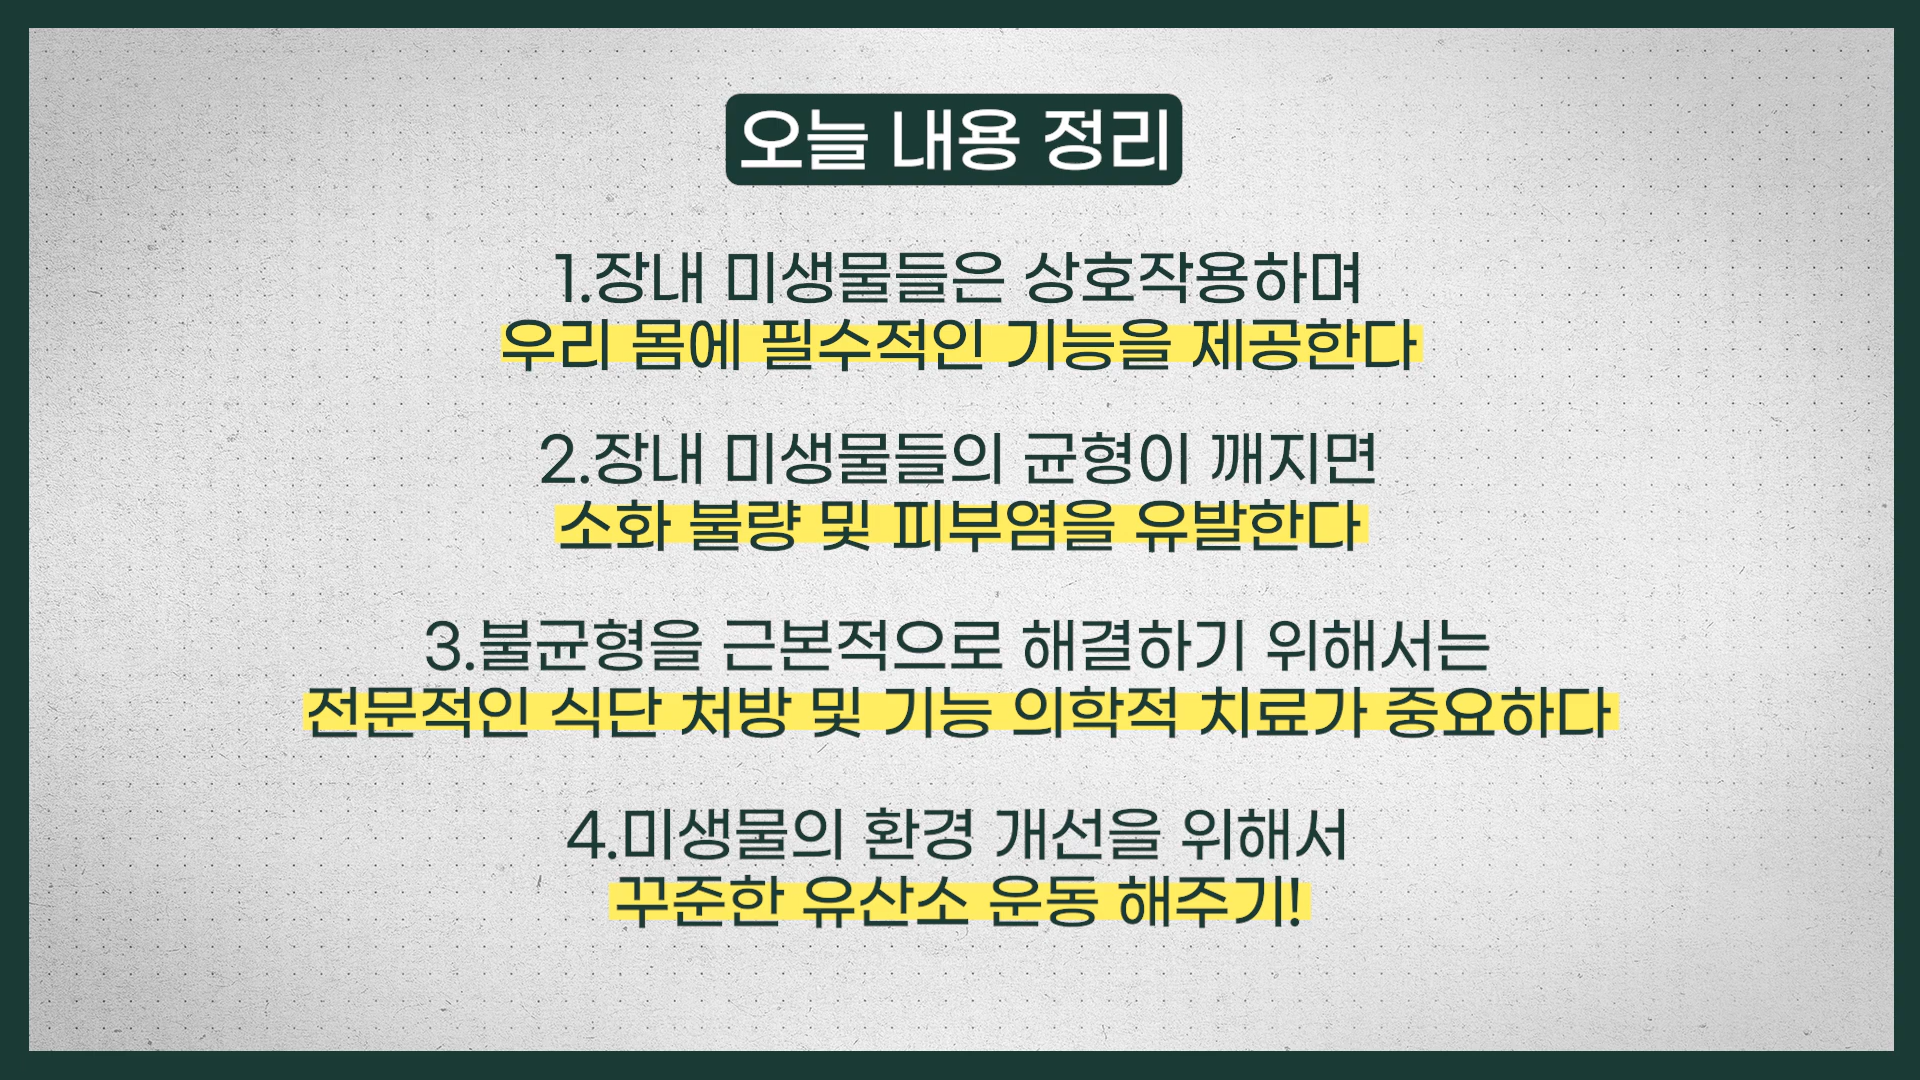 오늘 내용 정리
1.장내 미생물들은 상호작용하며
우리 몸에 필수적인 기능을 제공한다
2.장내 미생물들의 균형이 깨지면
소화 불량 및 피부염을 유발한다
3.불균형을 근본적으로 해결하기 위해서는
전문적인 식단 처방 및 기능 의학적 치료가 중요하다
4.미생물의 환경 개선을 위해서
꾸준한 유산소 운동 해주기!